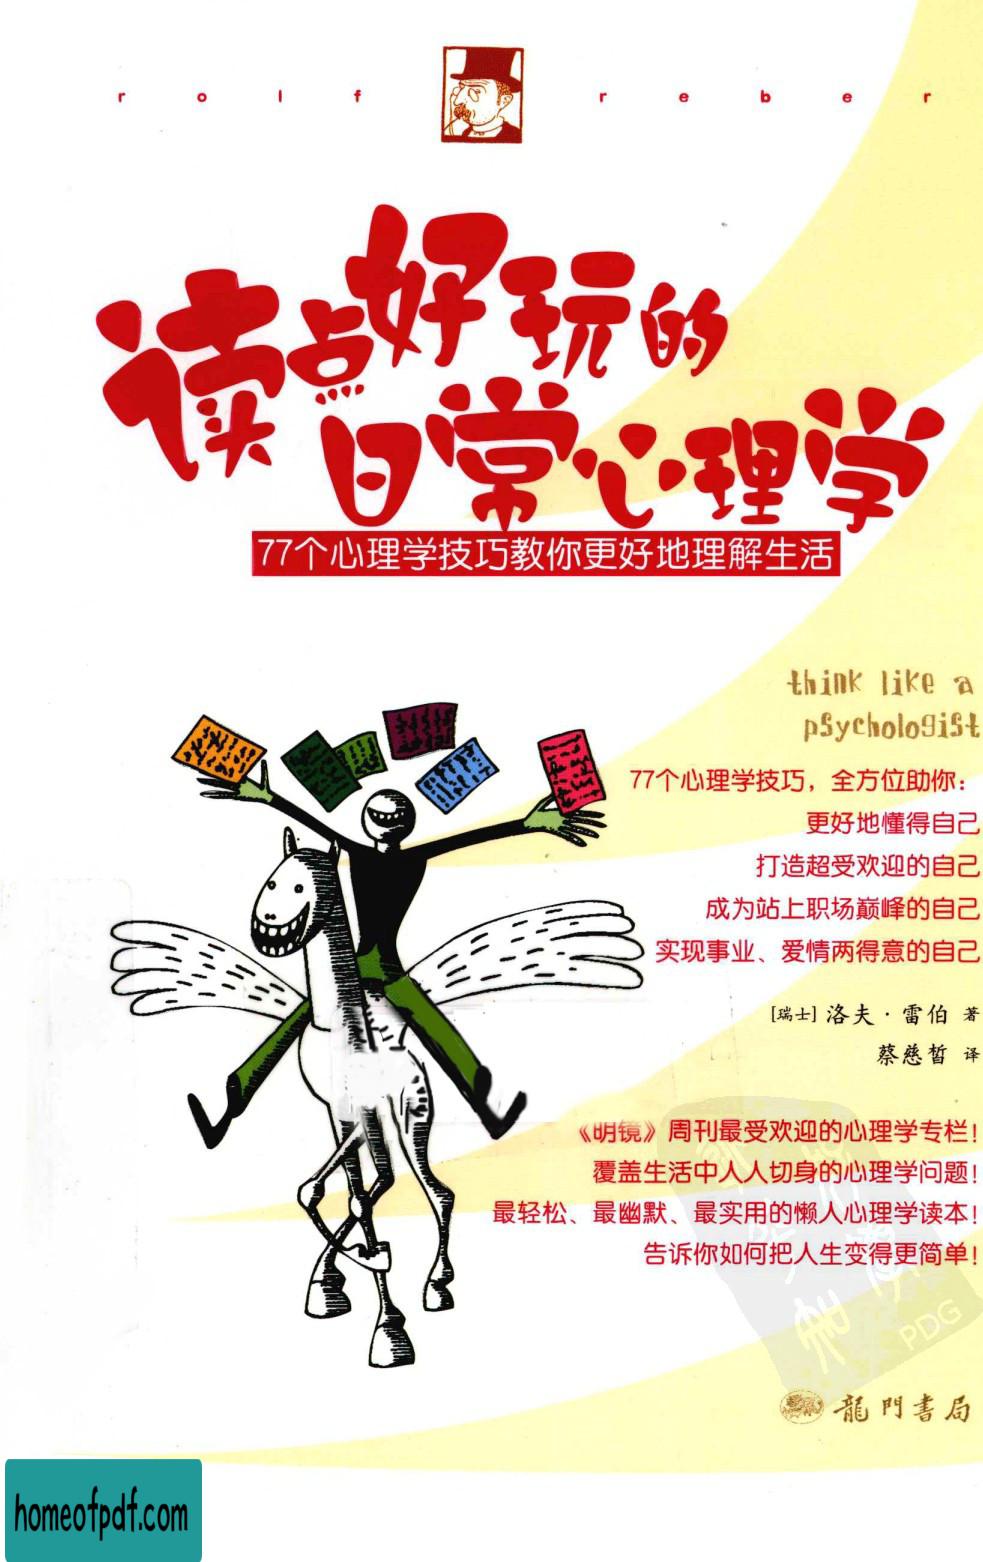 rolf reber
读点好玩的
日常心理学
77个心理学技巧教你更好地理解生活
think like a
psychologist
77个心理学技巧，全方位助你：
更好地懂得自己
打造超受欢迎的自己
成为站上职场巅峰的自己
实现事业、爱情两得意的自己
[瑞士] 洛夫·雷伯 著
蔡慈皙 译
《明镜》周刊最受欢迎的心理学专栏！
覆盖生活中人人切身的心理学问题！
最轻松、最幽默、最实用的懒人心理学读本！
告诉你如何把人生变得更简单！
PDG
龍門書局
homeofpdf.com